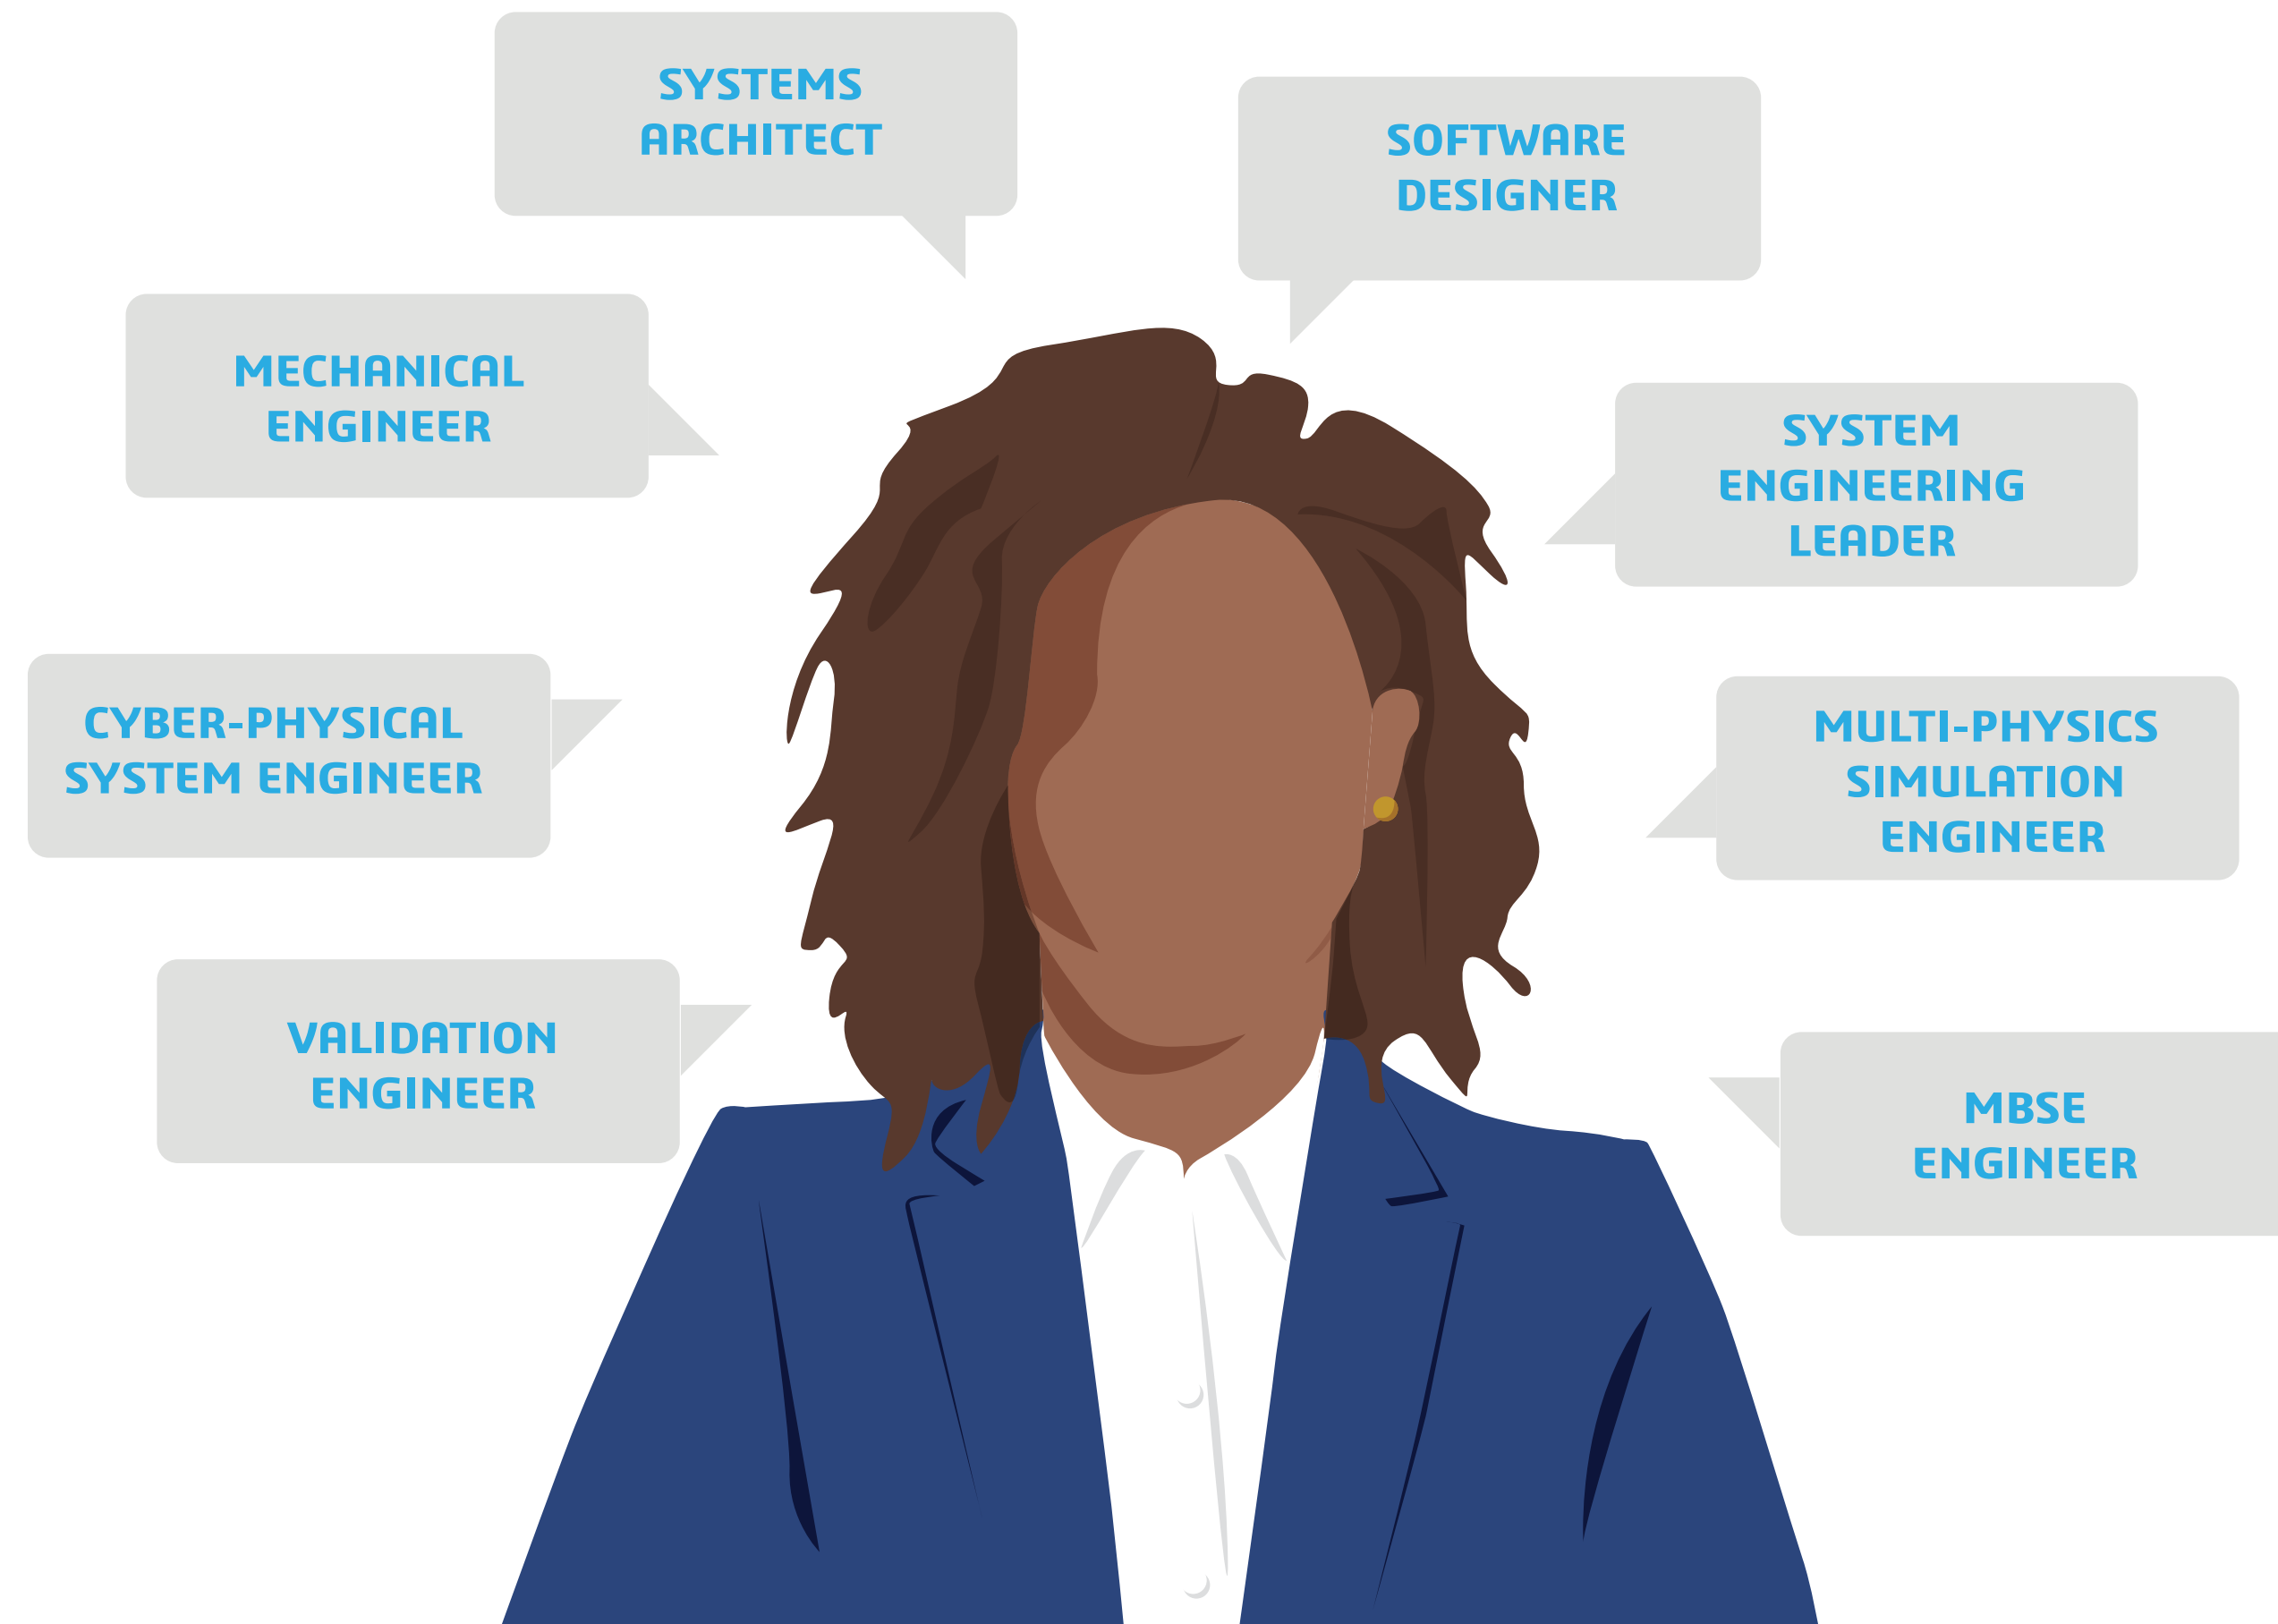 SYSTEMS
ARCHITECT
SOFTWARE
DESIGNER
MECHANICAL
ENGINEER
SYSTEM
ENGINEERING
LEADER
CYBER-PHYSICAL
SYSTEM ENGINEER
MULTI-PHYSICS
SIMULATION
ENGINEER
VALIDATION
ENGINEER
MBSE
ENGINEER